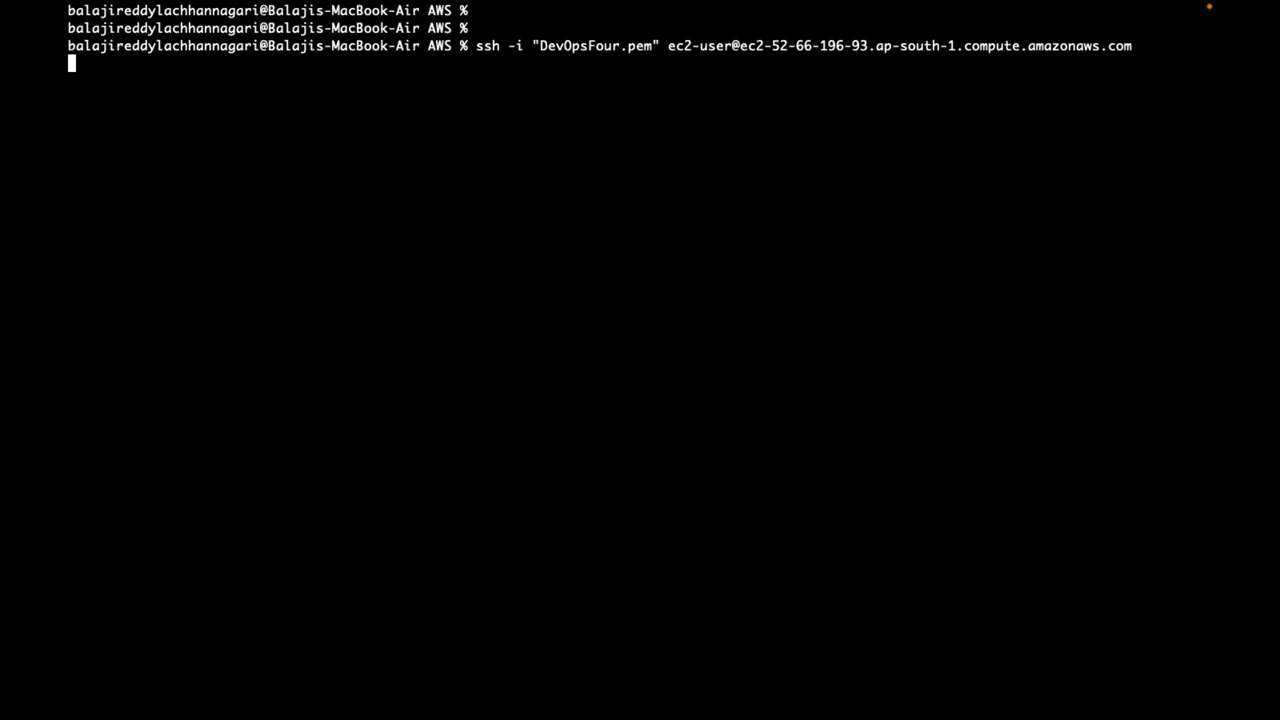 balajireddylachhannagari@Balajis-MacBook-Air AWS %
balajireddylachhannagari@Balajis-MacBook-Air AWS %
balajireddylachhannagari@Balajis-MacBook-Air AWS % ssh -i "DevOpsFour.pem" ec2-user@ec2-52-66-196-93.ap-south-1.compute.amazonaws.com